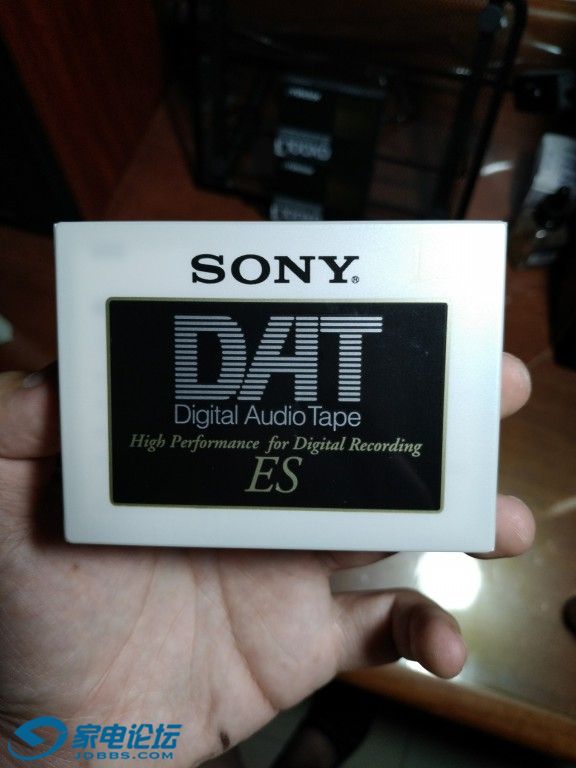 SONY®
DAT
Digital Audio Tape
High Performance for Digital Recording
ES
家电论坛
JDBBS.COM